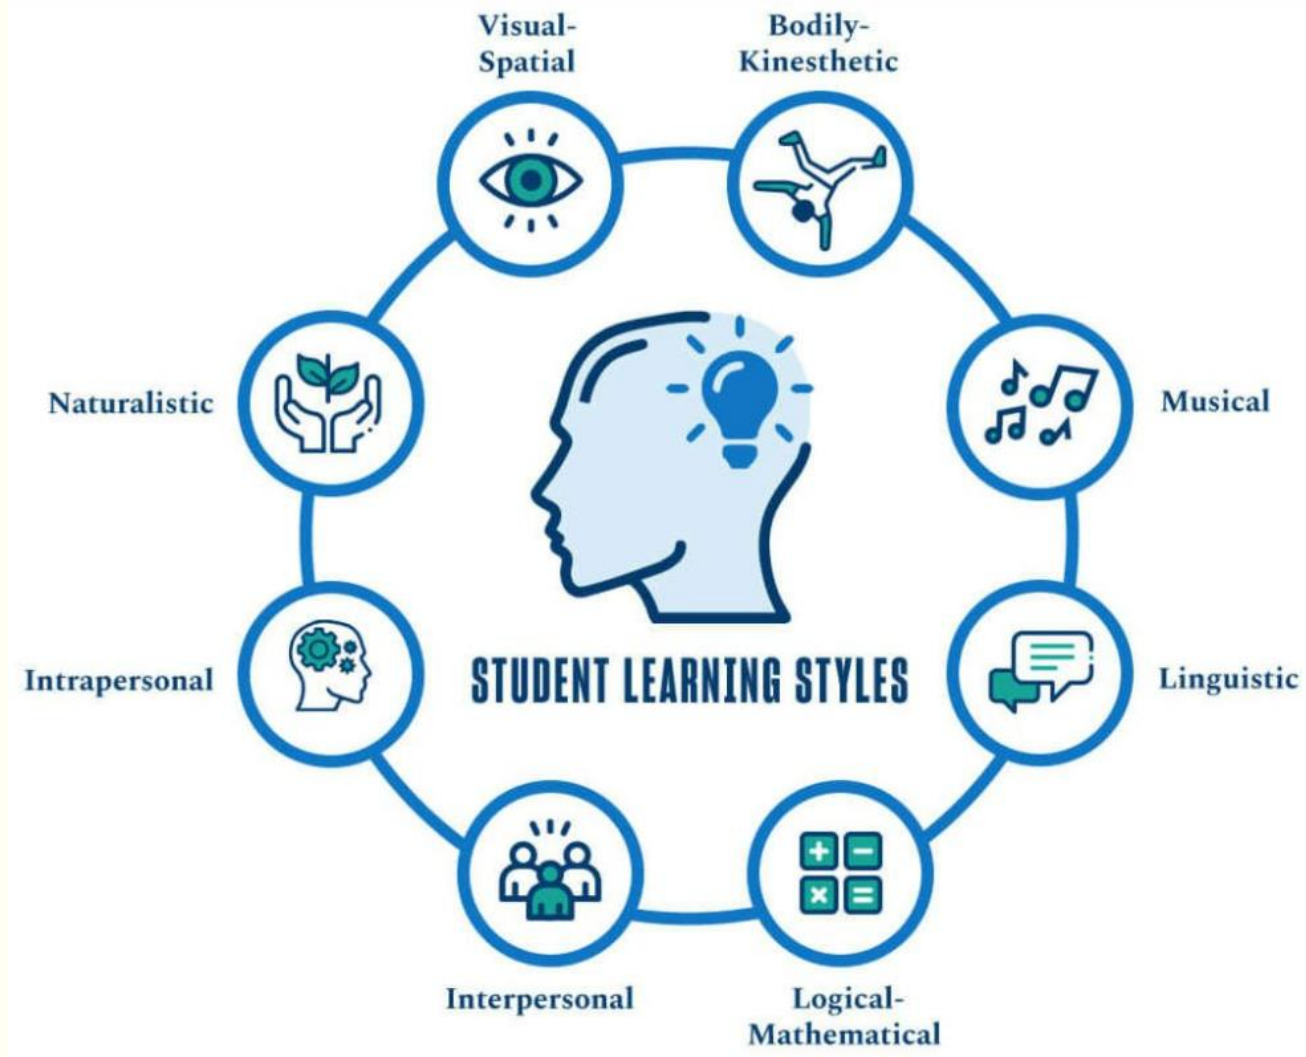 Visual-
Spatial
Bodily-
Kinesthetic
Naturalistic
Musical
Intrapersonal
STUDENT LEARNING STYLES
Linguistic
Interpersonal
Logical-
Mathematical